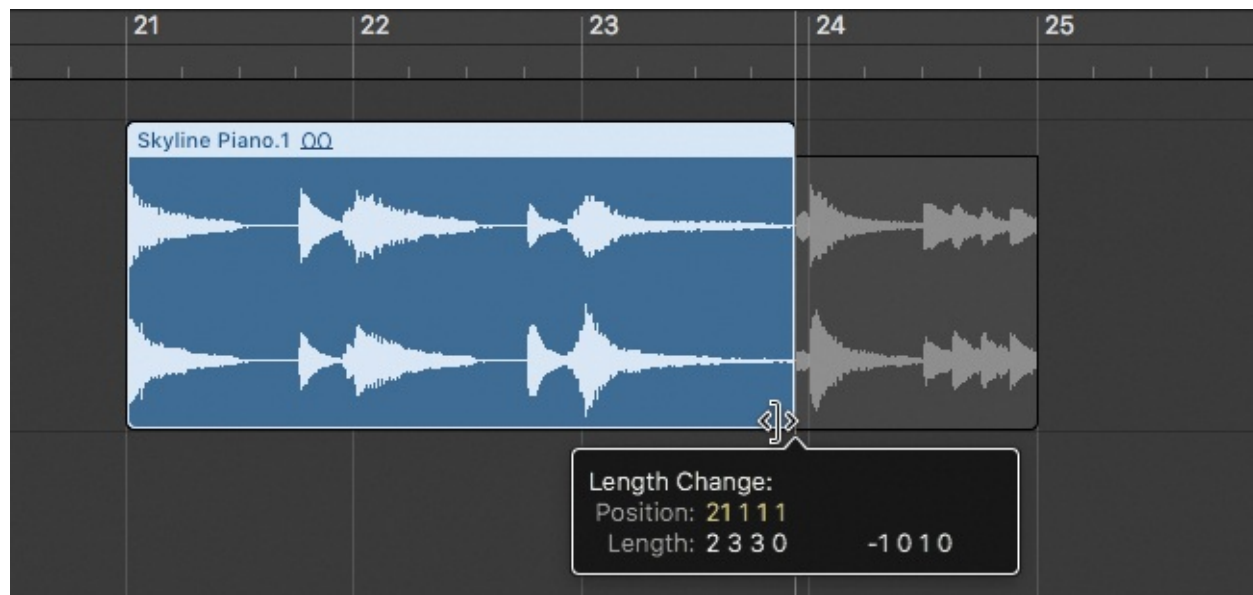 21 22 23 24 25
Skyline Piano.1
Length Change:
Position: 21 1 1 1
Length: 2 3 3 0 -1 0 1 0